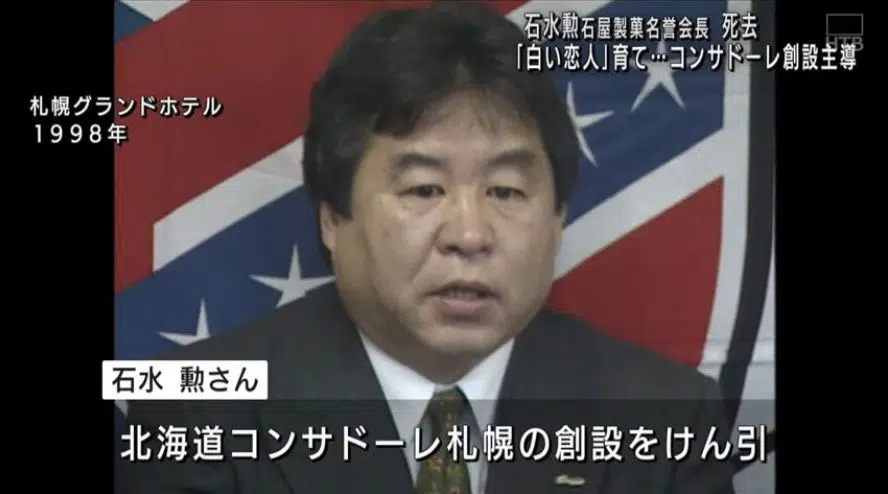 石水勲石屋製菓名誉会長 死去
「白い恋人」育て…コンサドーレ創設主導
HTB
札幌グランドホテル
1998年
石水 勲さん
北海道コンサドーレ札幌の創設をけん引